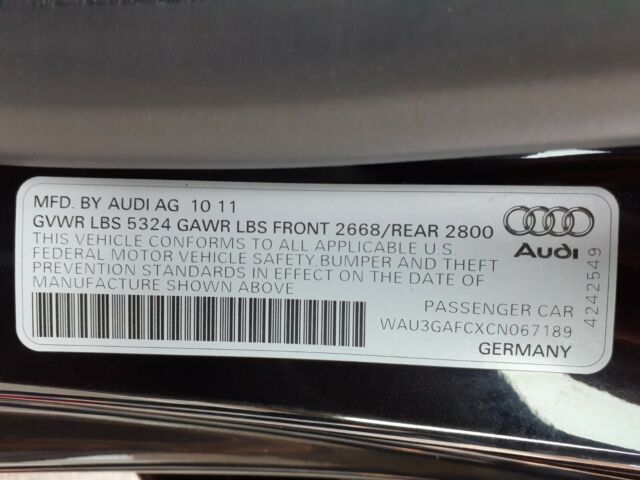 MFD. BY AUDI AG 10 11
GVWR LBS 5324 GAWR LBS FRONT 2668/REAR 2800
THIS VEHICLE CONFORMS TO ALL APPLICABLE U.S.
FEDERAL MOTOR VEHICLE SAFETY, BUMPER AND THEFT
PREVENTION STANDARDS IN EFFECT ON THE DATE OF
MANUFACTURE SHOWN ABOVE
Audi
PASSENGER CAR
WAU3GAFCXCN067189
GERMANY
4242549